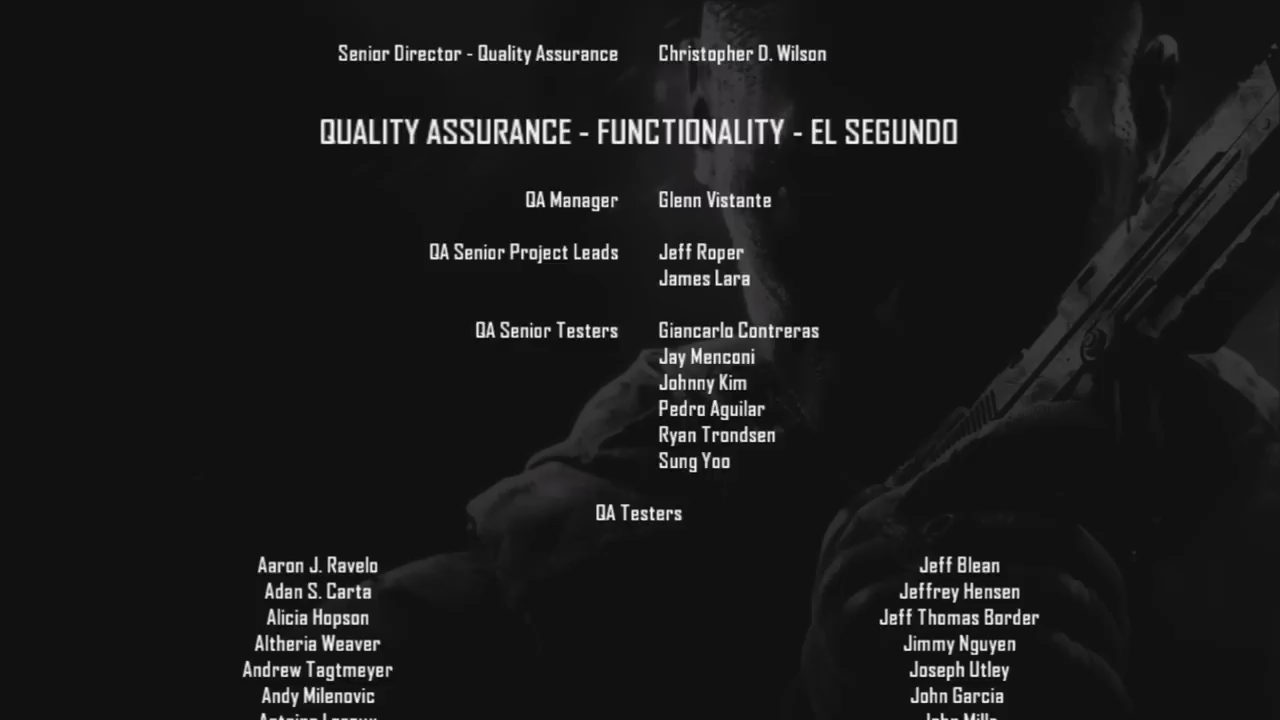 Senior Director - Quality Assurance Christopher D. Wilson
QUALITY ASSURANCE - FUNCTIONALITY - EL SEGUNDO
QA Manager Glenn Vistante
QA Senior Project Leads Jeff Roper
James Lara
QA Senior Testers Giancarlo Contreras
Jay Menconi
Johnny Kim
Pedro Aguilar
Ryan Trondsen
Sung Yoo
QA Testers
Aaron J. Ravelo Jeff Blean
Adan S. Carta Jeffrey Hensen
Alicia Hopson Jeff Thomas Border
Altheria Weaver Jimmy Nguyen
Andrew Tagtmeyer Joseph Utley
Andy Milenovic John Garcia